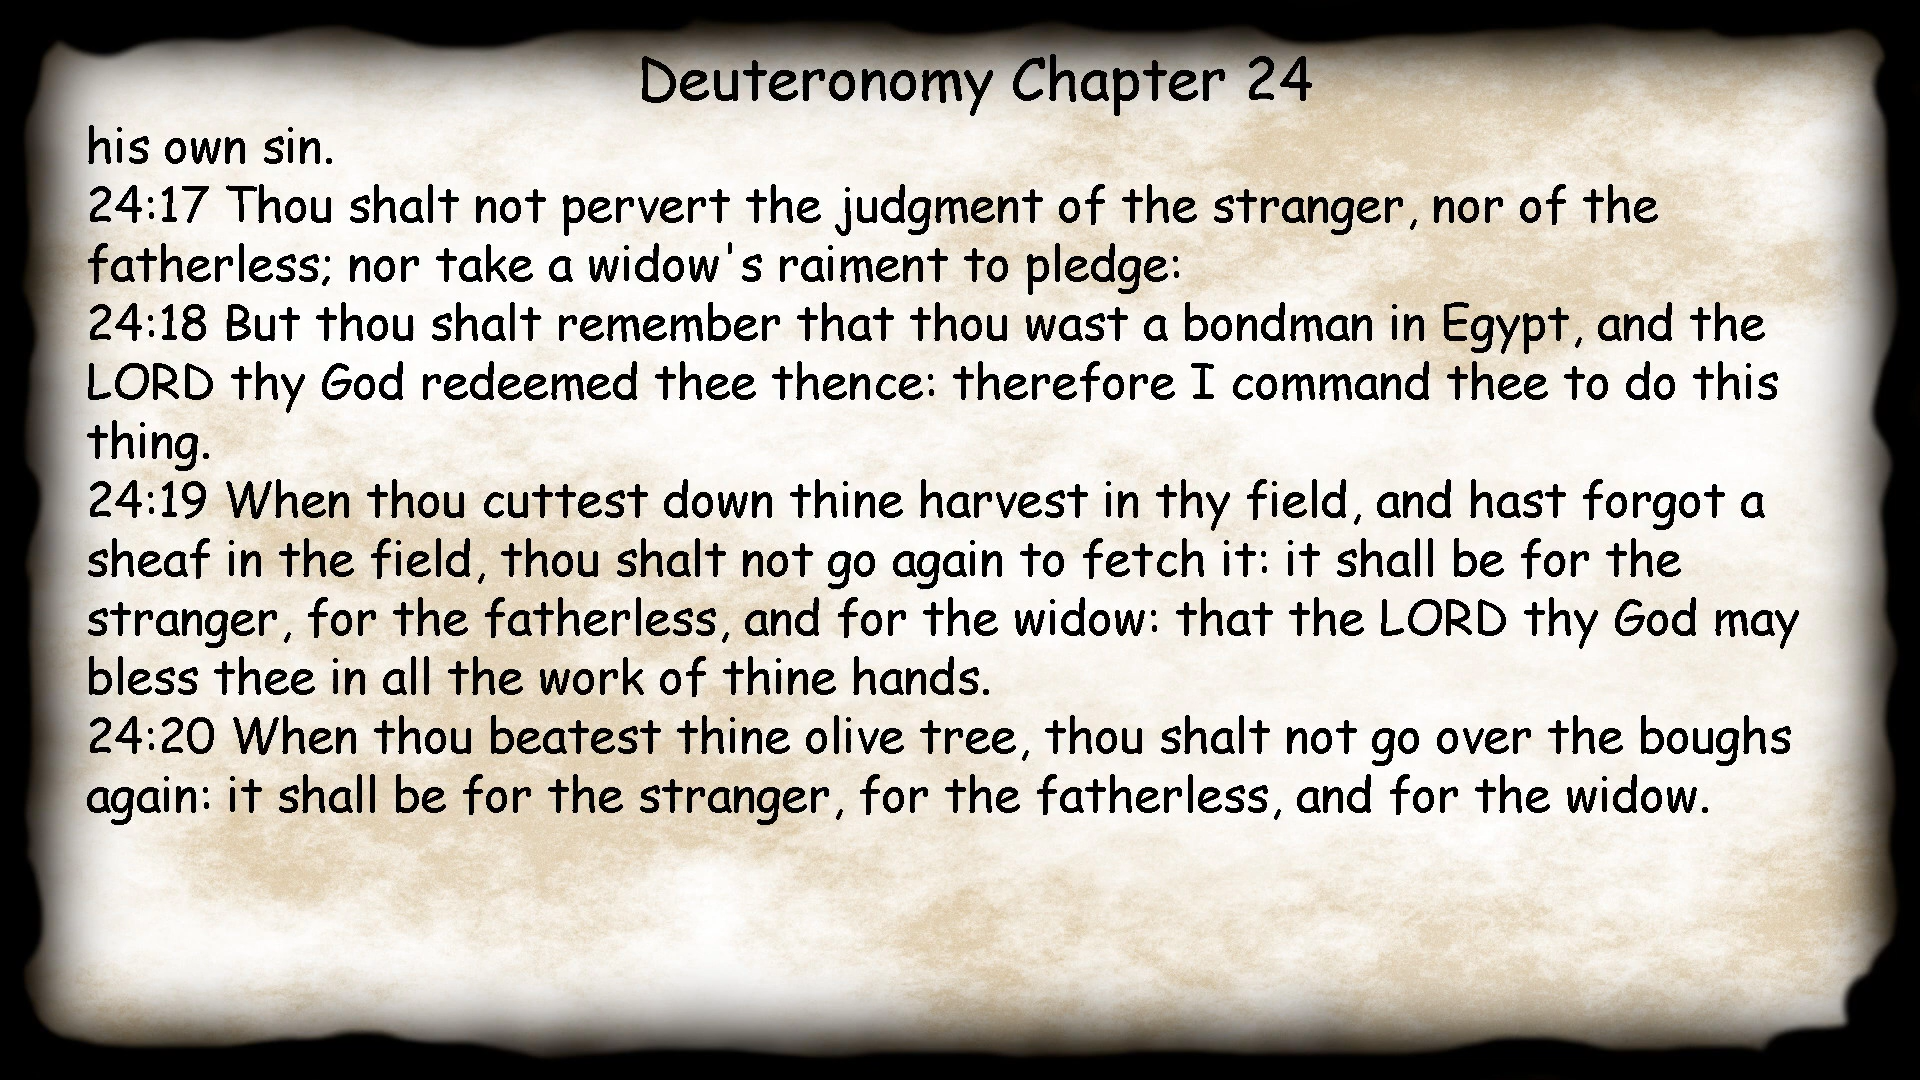 Deuteronomy Chapter 24
his own sin.
24:17 Thou shalt not pervert the judgment of the stranger, nor of the
fatherless; nor take a widow's raiment to pledge:
24:18 But thou shalt remember that thou wast a bondman in Egypt, and the
LORD thy God redeemed thee thence: therefore I command thee to do this
thing.
24:19 When thou cuttest down thine harvest in thy field, and hast forgot a
sheaf in the field, thou shalt not go again to fetch it: it shall be for the
stranger, for the fatherless, and for the widow: that the LORD thy God may
bless thee in all the work of thine hands.
24:20 When thou beatest thine olive tree, thou shalt not go over the boughs
again: it shall be for the stranger, for the fatherless, and for the widow.